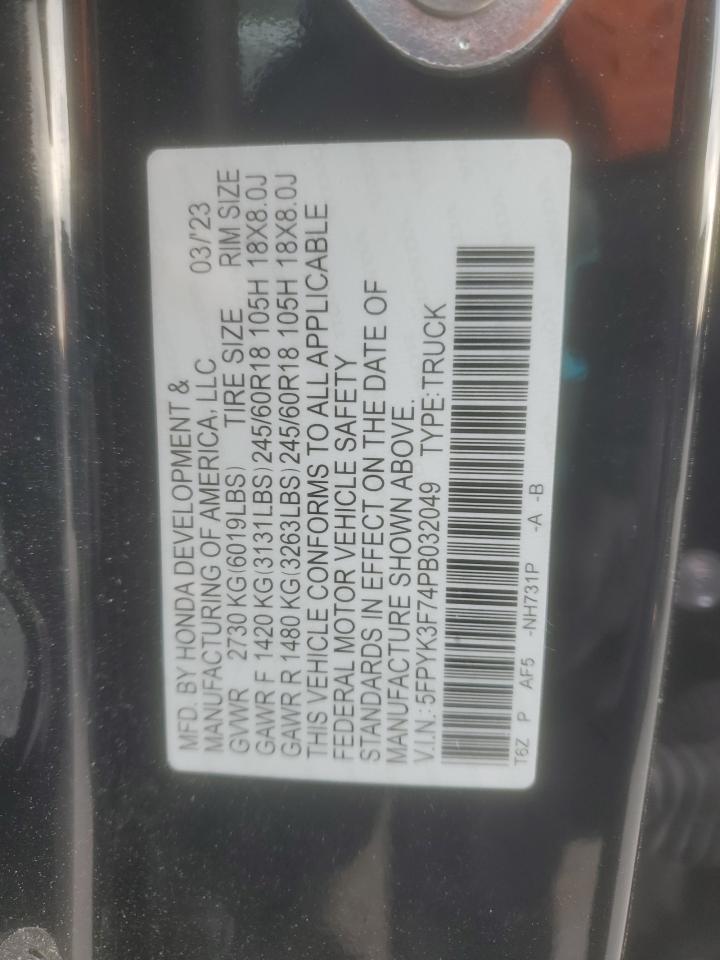 MFD. BY HONDA DEVELOPMENT &
MANUFACTURING OF AMERICA, LLC 03/'23
GVWR 2730 KG(6019LBS) TIRE SIZE RIM SIZE
GAWR F 1420 KG(3131LBS) 245/60R18 105H 18X8.0J
GAWR R 1480 KG(3263LBS) 245/60R18 105H 18X8.0J
THIS VEHICLE CONFORMS TO ALL APPLICABLE
FEDERAL MOTOR VEHICLE SAFETY
STANDARDS IN EFFECT ON THE DATE OF
MANUFACTURE SHOWN ABOVE.
V.I.N.: 5FPYK3F74PB032049 TYPE:TRUCK
T6Z P AF5 -NH731P -A -B